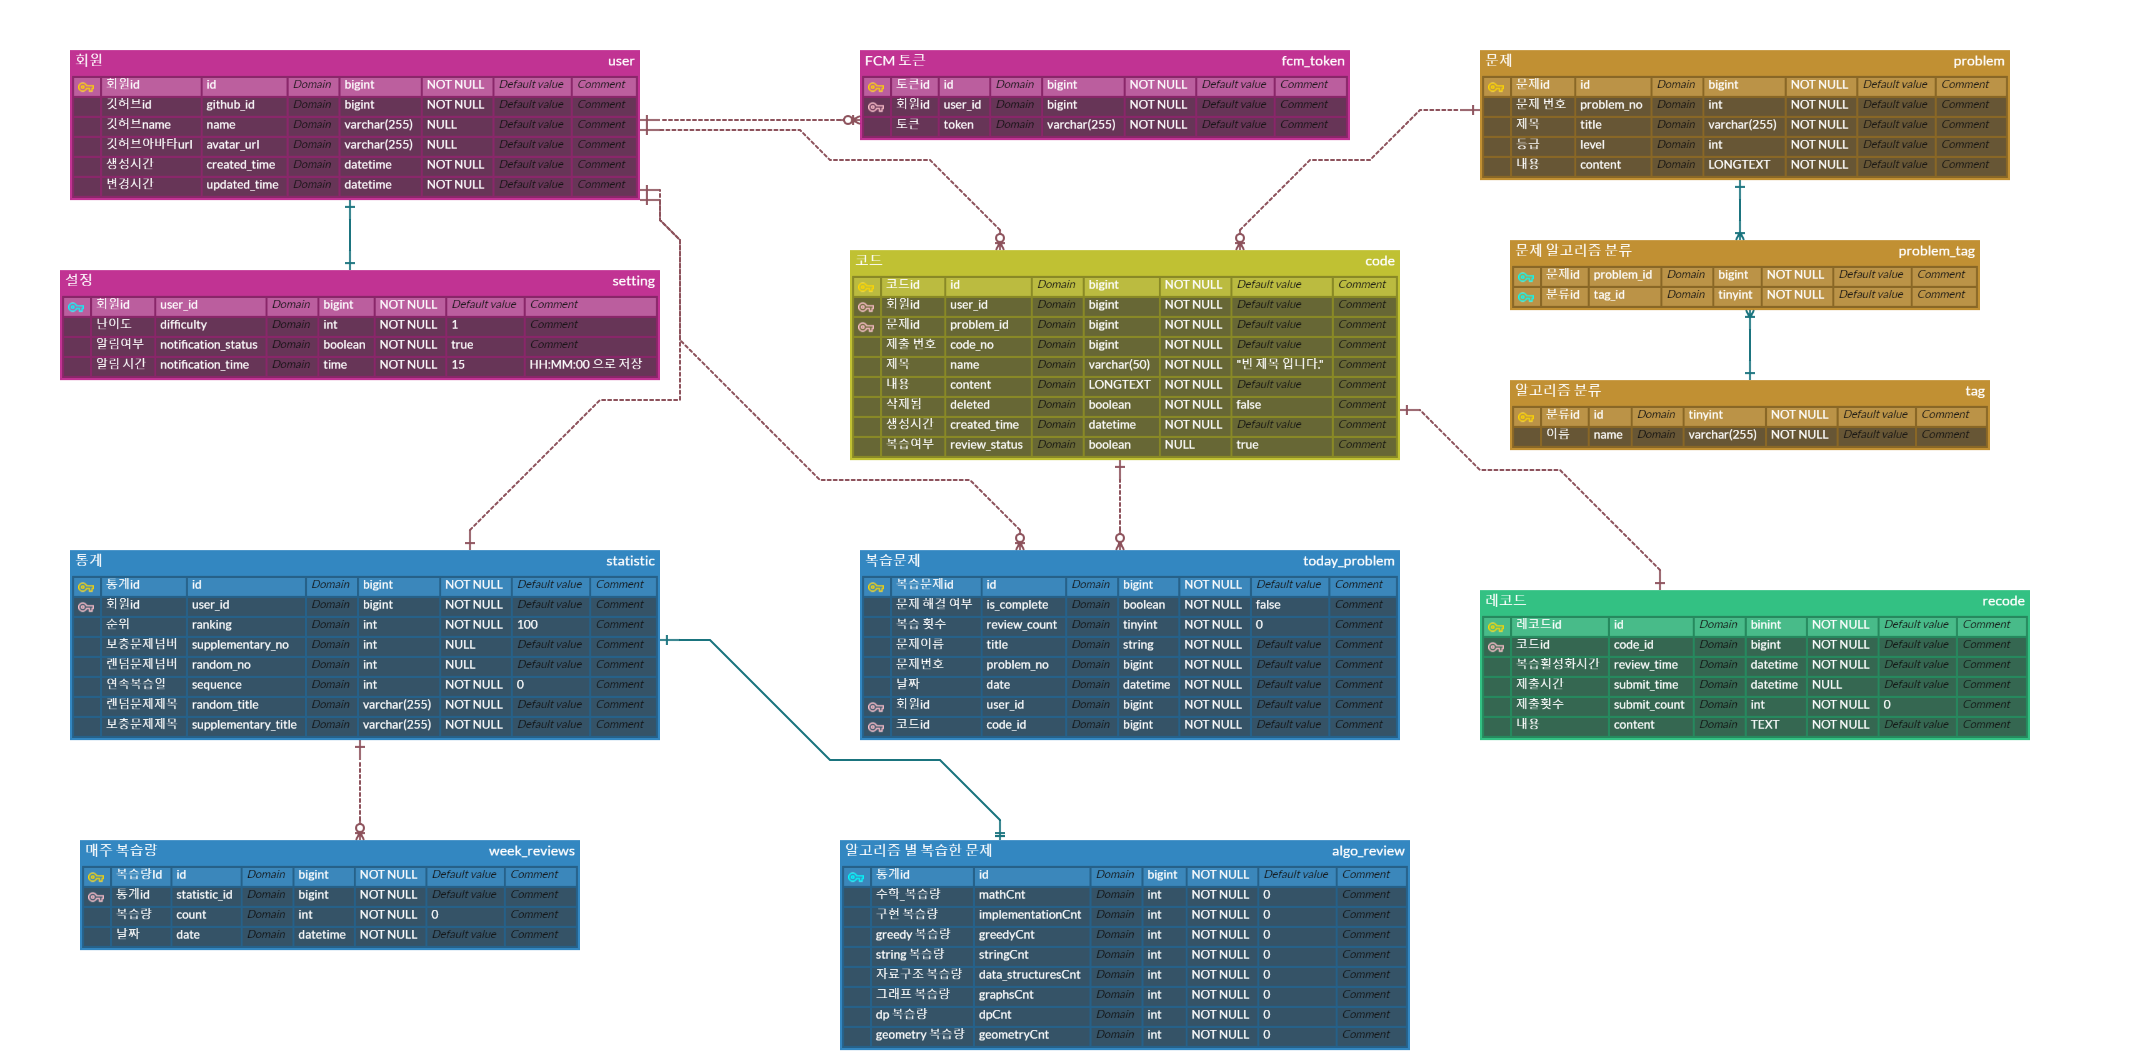 회원 user
회원id id Domain bigint NOT NULL Default value Comment
깃허브id github_id Domain bigint NOT NULL Default value Comment
깃허브name name Domain varchar(255) NULL Default value Comment
깃허브아바타url avatar_url Domain varchar(255) NULL Default value Comment
생성시간 created_time Domain datetime NOT NULL Default value Comment
변경시간 updated_time Domain datetime NOT NULL Default value Comment
FCM 토큰 fcm_token
토큰id id Domain bigint NOT NULL Default value Comment
회원id user_id Domain bigint NOT NULL Default value Comment
토큰 token Domain varchar(255) NOT NULL Default value Comment
문제 problem
문제id id Domain bigint NOT NULL Default value Comment
문제 번호 problem_no Domain int NOT NULL Default value Comment
제목 title Domain varchar(255) NOT NULL Default value Comment
등급 level Domain int NOT NULL Default value Comment
내용 content Domain LONGTEXT NOT NULL Default value Comment
설정 setting
회원id user_id Domain bigint NOT NULL Default value Comment
난이도 difficulty Domain int NOT NULL 1 Comment
알림여부 notification_status Domain boolean NOT NULL true Comment
알림 시간 notification_time Domain time NOT NULL 15 HH:MM:00 으로 저장
코드 code
코드id id Domain bigint NOT NULL Default value Comment
회원id user_id Domain bigint NOT NULL Default value Comment
문제id problem_id Domain bigint NOT NULL Default value Comment
제출 번호 code_no Domain bigint NOT NULL Default value Comment
제목 name Domain varchar(50) NOT NULL "빈 제목 입니다." Comment
내용 content Domain LONGTEXT NOT NULL Default value Comment
삭제됨 deleted Domain boolean NOT NULL false Comment
생성시간 created_time Domain datetime NOT NULL Default value Comment
복습여부 review_status Domain boolean NULL true Comment
문제 알고리즘 분류 problem_tag
문제id problem_id Domain bigint NOT NULL Default value Comment
분류id tag_id Domain tinyint NOT NULL Default value Comment
알고리즘 분류 tag
분류id id Domain tinyint NOT NULL Default value Comment
이름 name Domain varchar(255) NOT NULL Default value Comment
통계 statistic
통계id id Domain bigint NOT NULL Default value Comment
회원id user_id Domain bigint NOT NULL Default value Comment
순위 ranking Domain int NOT NULL 100 Comment
보충문제넘버 supplementary_no Domain int NULL Default value Comment
랜덤문제넘버 random_no Domain int NULL Default value Comment
연속복습일 sequence Domain int NOT NULL 0 Comment
랜덤문제제목 random_title Domain varchar(255) NOT NULL Default value Comment
보충문제제목 supplementary_title Domain varchar(255) NOT NULL Default value Comment
복습문제 today_problem
복습문제id id Domain bigint NOT NULL Default value Comment
문제 해결 여부 is_complete Domain boolean NOT NULL false Comment
복습 횟수 review_count Domain tinyint NOT NULL 0 Comment
문제이름 title Domain string NOT NULL Default value Comment
문제번호 problem_no Domain bigint NOT NULL Default value Comment
날짜 date Domain datetime NOT NULL Default value Comment
회원id user_id Domain bigint NOT NULL Default value Comment
코드id code_id Domain bigint NOT NULL Default value Comment
레코드 recode
레코드id id Domain binint NOT NULL Default value Comment
코드id code_id Domain bigint NOT NULL Default value Comment
복습횔성화시간 review_time Domain datetime NOT NULL Default value Comment
제출시간 submit_time Domain datetime NULL Default value Comment
제출횟수 submit_count Domain int NOT NULL 0 Comment
내용 content Domain TEXT NOT NULL Default value Comment
매주 복습량 week_reviews
복습량Id id Domain bigint NOT NULL Default value Comment
통계id statistic_id Domain bigint NOT NULL Default value Comment
복습량 count Domain int NOT NULL 0 Comment
날짜 date Domain datetime NOT NULL Default value Comment
알고리즘 별 복습한 문제 algo_review
통계id id Domain bigint NOT NULL Default value Comment
수학_복습량 mathCnt Domain int NOT NULL 0 Comment
구현 복습량 implementationCnt Domain int NOT NULL 0 Comment
greedy 복습량 greedyCnt Domain int NOT NULL 0 Comment
string 복습량 stringCnt Domain int NOT NULL 0 Comment
자료구조 복습량 data_structuresCnt Domain int NOT NULL 0 Comment
그래프 복습량 graphsCnt Domain int NOT NULL 0 Comment
dp 복습량 dpCnt Domain int NOT NULL 0 Comment
geometry 복습량 geometryCnt Domain int NOT NULL 0 Comment